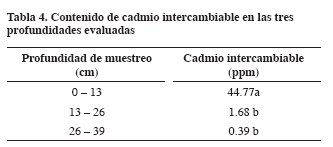 Tabla 4. Contenido de cadmio intercambiable en las tres
profundidades evaluadas
Profundidad de muestreo Cadmio intercambiable
(cm) (ppm)
0 – 13 44.77a
13 – 26 1.68 b
26 – 39 0.39 b